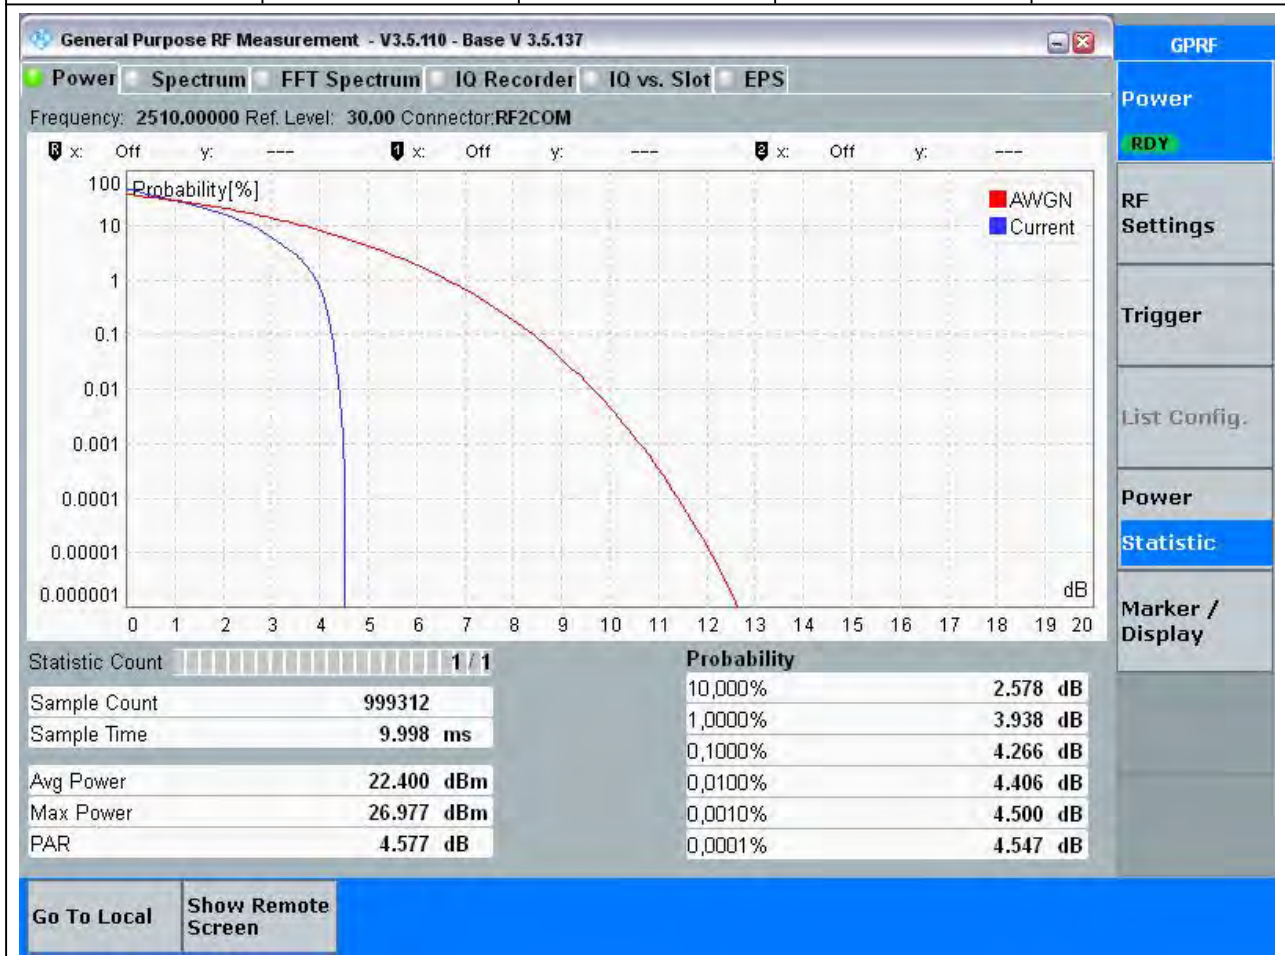 General Purpose RF Measurement - V3.5.110 - Base V 3.5.137
GPRF
Power Spectrum FFT Spectrum IQ Recorder IQ vs. Slot EPS
Frequency: 2510.00000 Ref. Level: 30.00 Connector:RF2COM
R x: Off y: --- 1 x: Off y: --- 2 x: Off y: ---
Probability[%]
AWGN
Current
100
10
1
0.1
0.01
0.001
0.0001
0.00001
0.000001
dB
0 1 2 3 4 5 6 7 8 9 10 11 12 13 14 15 16 17 18 19 20
Statistic Count 1 / 1
Sample Count 999312
Sample Time 9.998 ms
Avg Power 22.400 dBm
Max Power 26.977 dBm
PAR 4.577 dB
Probability
10,000% 2.578 dB
1,0000% 3.938 dB
0,1000% 4.266 dB
0,0100% 4.406 dB
0,0010% 4.500 dB
0,0001% 4.547 dB
Power
RDY
RF
Settings
Trigger
List Config.
Power
Statistic
Marker /
Display
Go To Local
Show Remote
Screen